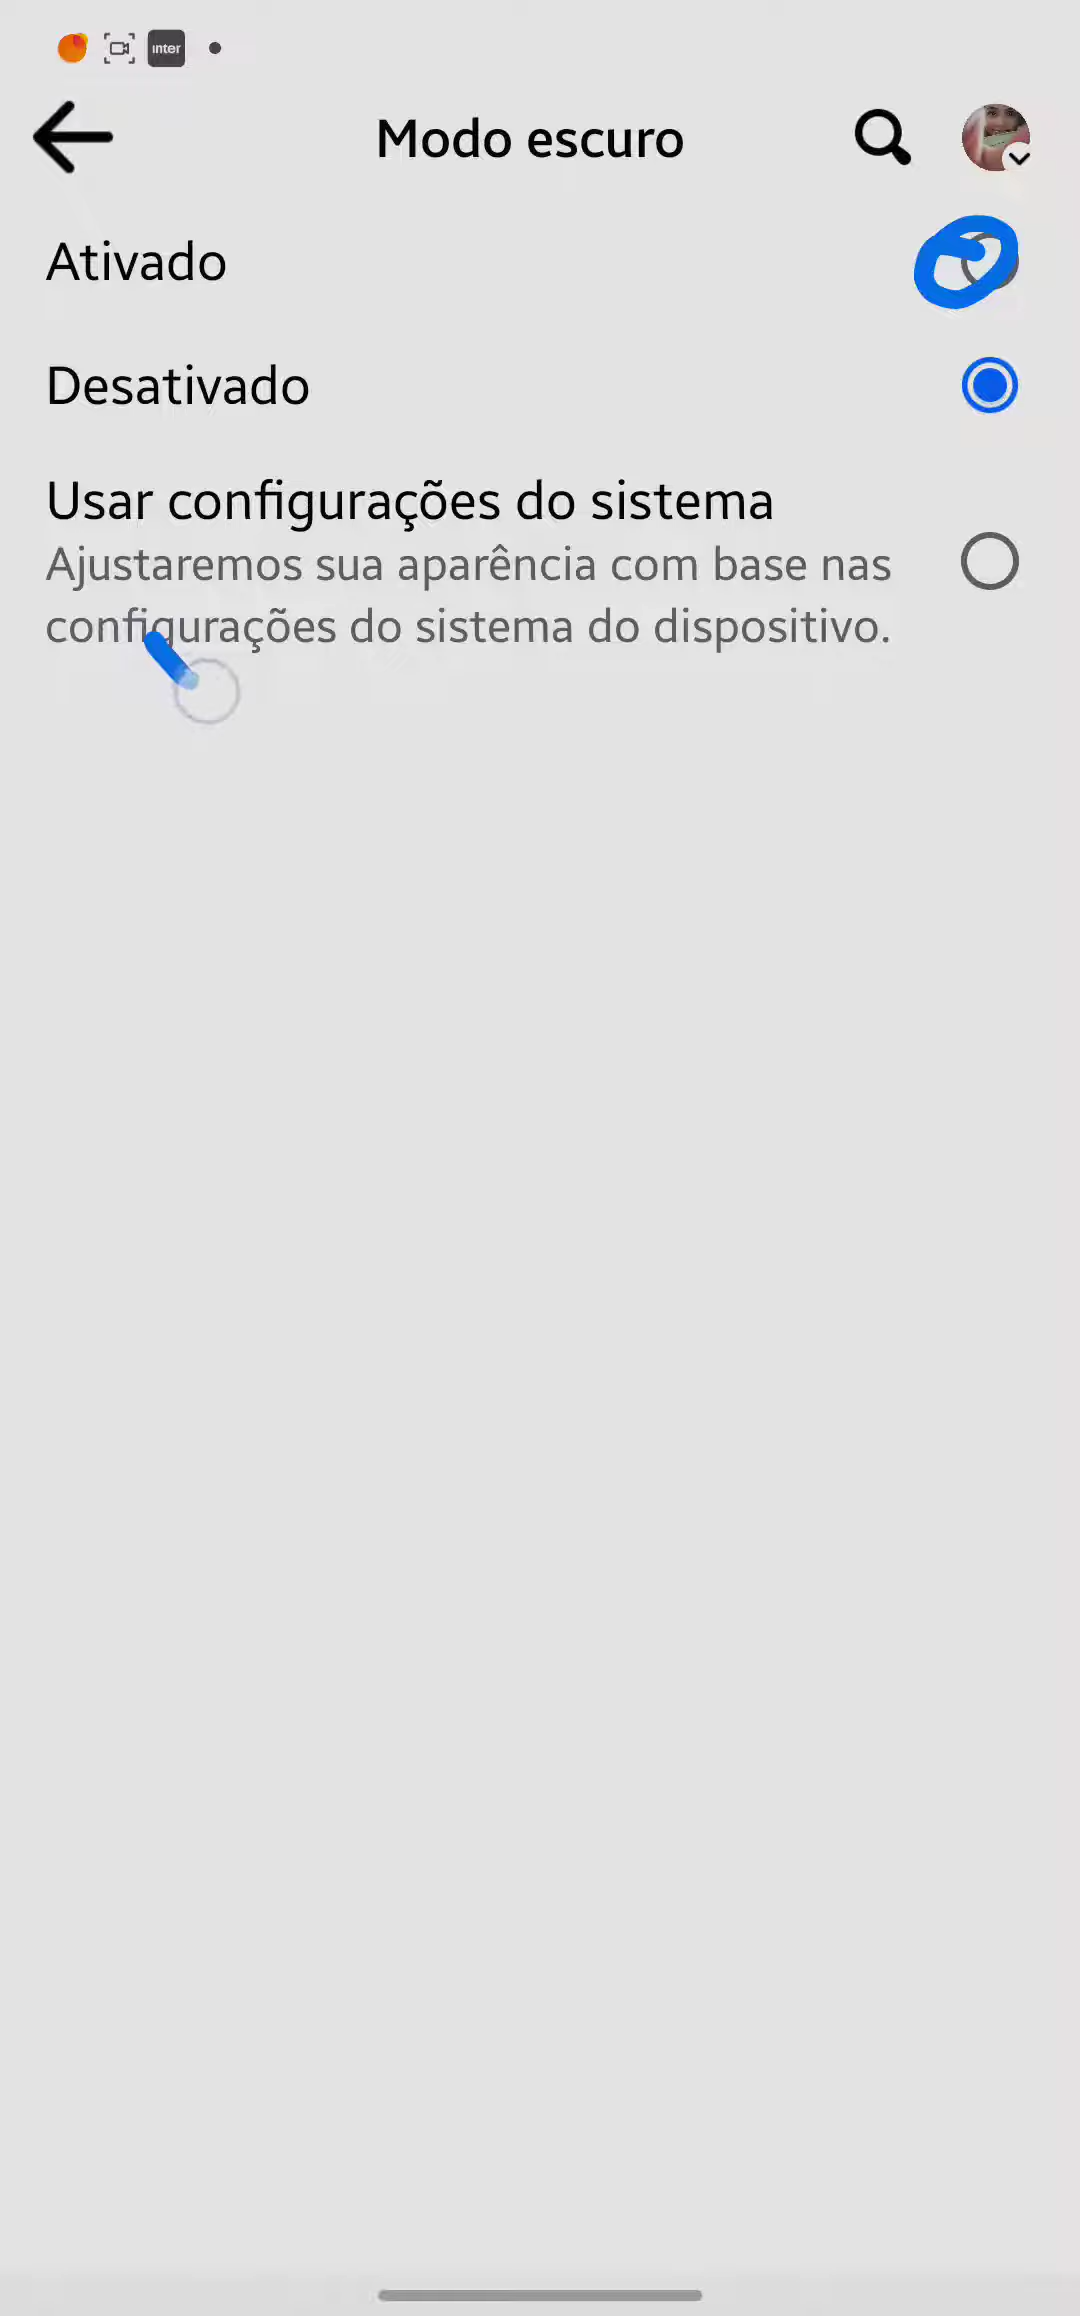 inter
Modo escuro
Ativado
Desativado
Usar configurações do sistema
Ajustaremos sua aparência com base nas
configurações do sistema do dispositivo.